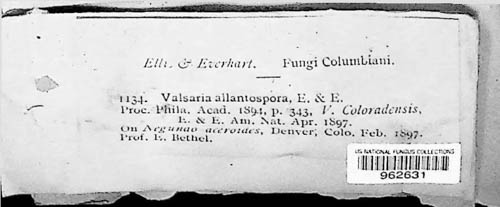 Ellis & Everhart. Fungi Columbiani.
1134. Valsaria allantospora, E. & E.
Proc. Phila. Acad. 1894, p. 343, V. Coloradensis,
E. & E. Am. Nat. Apr. 1897.
On Negundo aceroides, Denver, Colo. Feb. 1897.
Prof. E. Bethel.
US NATIONAL FUNGUS COLLECTIONS
962631